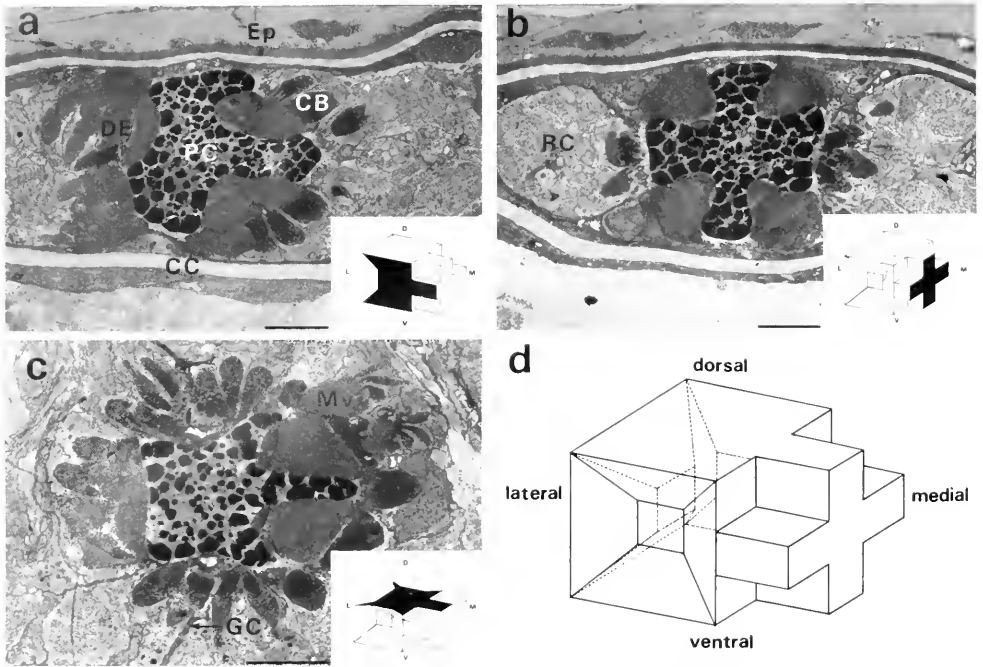 a
Ep
CB
DE
PC
CC
D
L
M
V
b
RC
D
L
M
V
c
Mv
GC
D
L
M
V
d
dorsal
lateral
medial
ventral